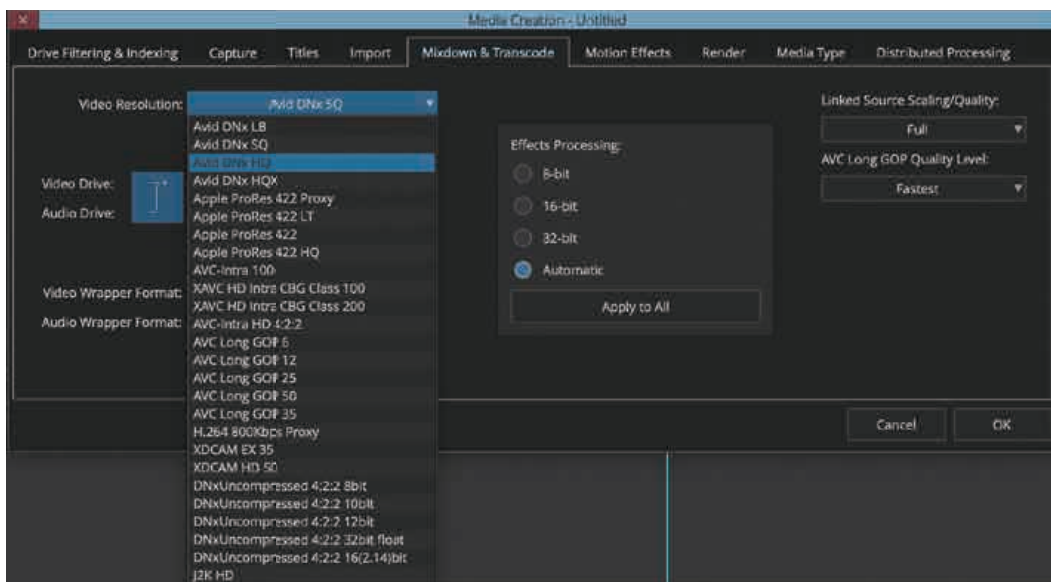 Media Creation - Untitled
Drive Filtering & Indexing Capture Titles Import Mixdown & Transcode Motion Effects Render Media Type Distributed Processing
Video Resolution: Avid DNx SQ
Linked Source Scaling/Quality:
Full
AVC Long GOP Quality Level:
Fastest
Video Drive:
Audio Drive:
Video Wrapper Format:
Audio Wrapper Format:
Avid DNx LB
Avid DNx SQ
Avid DNx HQ
Avid DNx HQX
Apple ProRes 422 Proxy
Apple ProRes 422 LT
Apple ProRes 422
Apple ProRes 422 HQ
AVC-Intra 100
XAVC HD Intra CBG Class 100
XAVC HD Intra CBG Class 200
AVC-Intra HD 4:2:2
AVC Long GOP 6
AVC Long GOP 12
AVC Long GOP 25
AVC Long GOP 50
AVC Long GOP 35
H.264 800Kbps Proxy
XDCAM EX 35
XDCAM HD 50
DNxUncompressed 4:2:2 8bit
DNxUncompressed 4:2:2 10bit
DNxUncompressed 4:2:2 12bit
DNxUncompressed 4:2:2 32bit float
DNxUncompressed 4:2:2 16(2.14)bit
J2K HD
Effects Processing:
8-bit
16-bit
32-bit
Automatic
Apply to All
Cancel OK